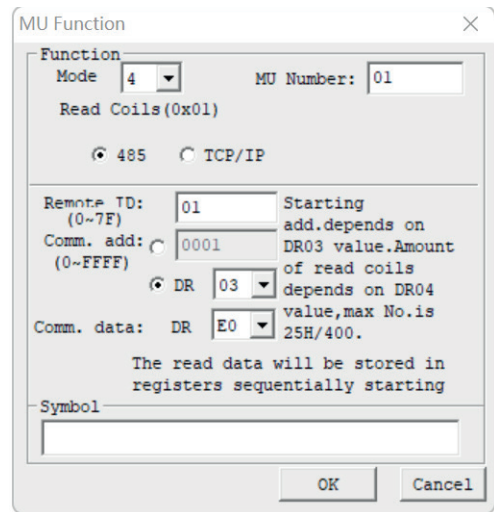 MU Function
Function
Mode 4 MU Number: 01
Read Coils(0x01)
485 TCP/IP
Remote ID: 01
(0~7F)
Comm. add: 0001
(0~FFFF)
DR 03
Comm. data: DR E0
Starting
add.depends on
DR03 value.Amount
of read coils
depends on DR04
value,max No.is
25H/400.
The read data will be stored in
registers sequentially starting
Symbol
OK Cancel